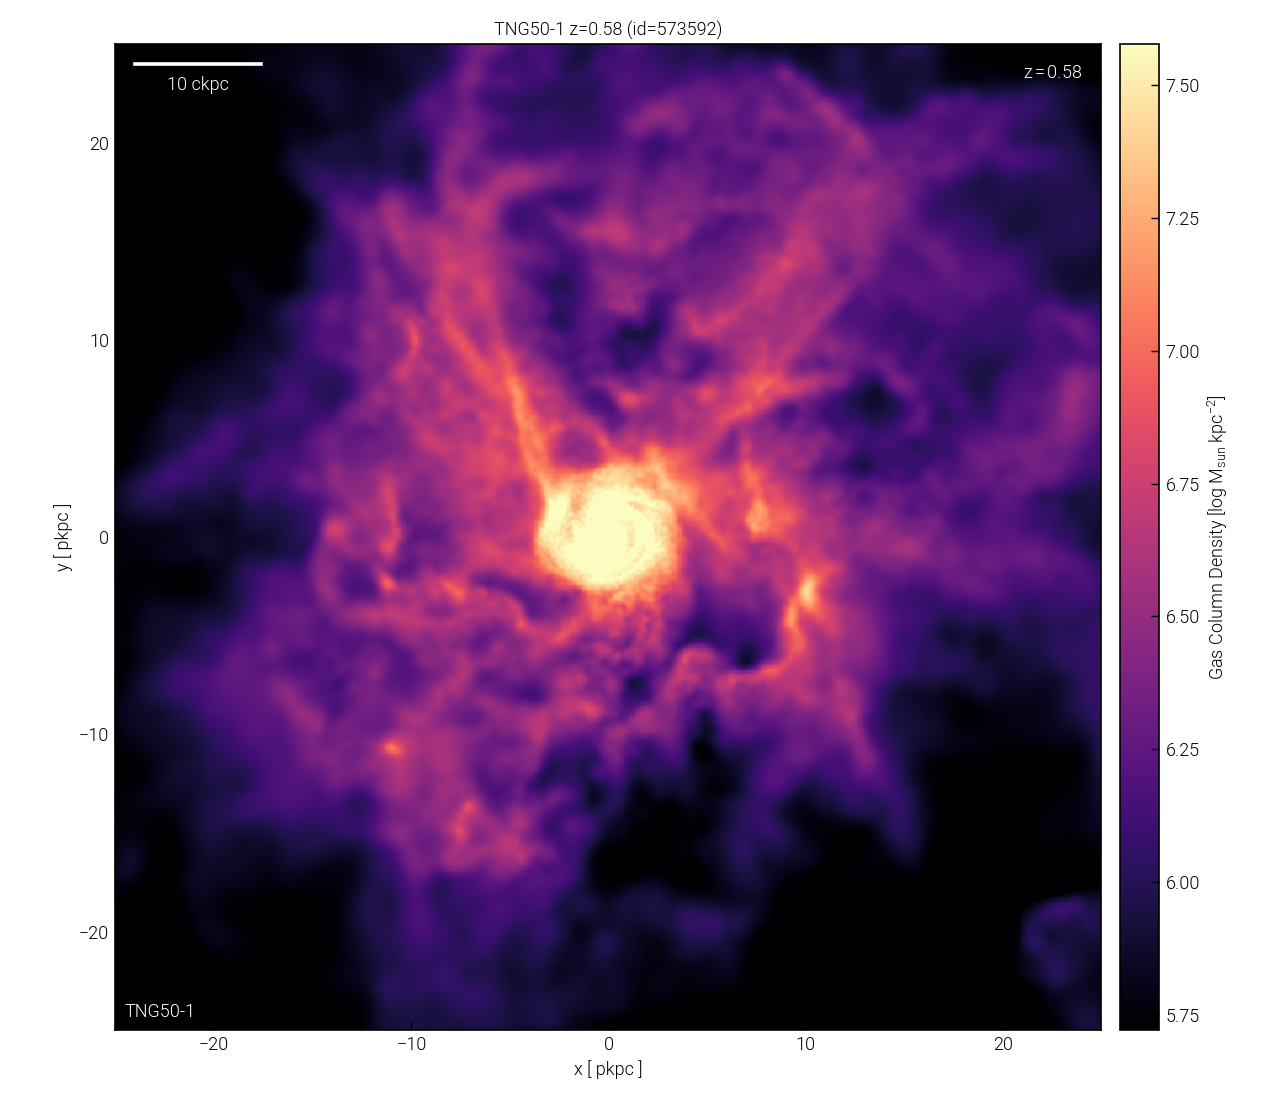 TNG50-1 z=0.58 (id=573592)
10 ckpc
z=0.58
TNG50-1
20
10
0
−10
−20
y [ pkpc ]
−20
−10
0
10
20
x [ pkpc ]
7.50
7.25
7.00
6.75
6.50
6.25
6.00
5.75
Gas Column Density [log M_sun kpc⁻²]